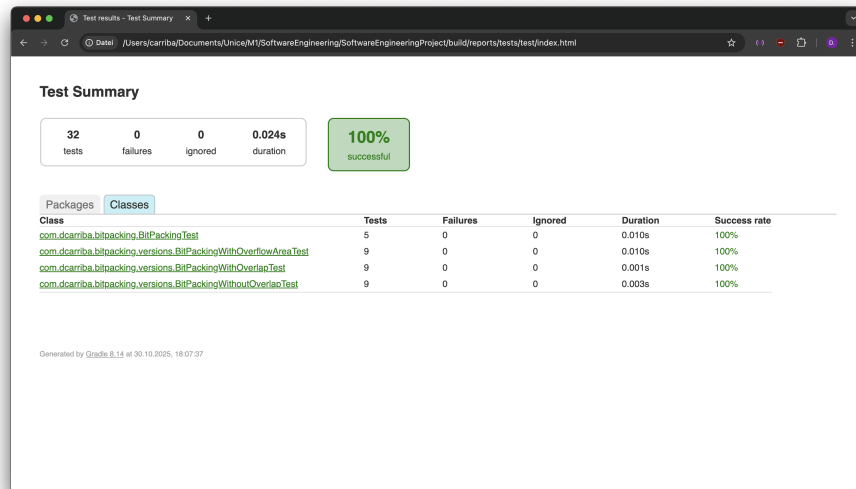 Test results – Test Summary
Datei /Users/carriba/Documents/Unice/M1/SoftwareEngineering/SoftwareEngineeringProject/build/reports/tests/test/index.html
D.
Test Summary
32 0 0 0.024s
tests failures ignored duration
100%
successful
Packages Classes
Class Tests Failures Ignored Duration Success rate
com.dcarriba.bitpacking.BitPackingTest 5 0 0 0.010s 100%
com.dcarriba.bitpacking.versions.BitPackingWithOverflowAreaTest 9 0 0 0.010s 100%
com.dcarriba.bitpacking.versions.BitPackingWithOverlapTest 9 0 0 0.001s 100%
com.dcarriba.bitpacking.versions.BitPackingWithoutOverlapTest 9 0 0 0.003s 100%
Generated by Gradle 8.14 at 30.10.2025, 18:07:37